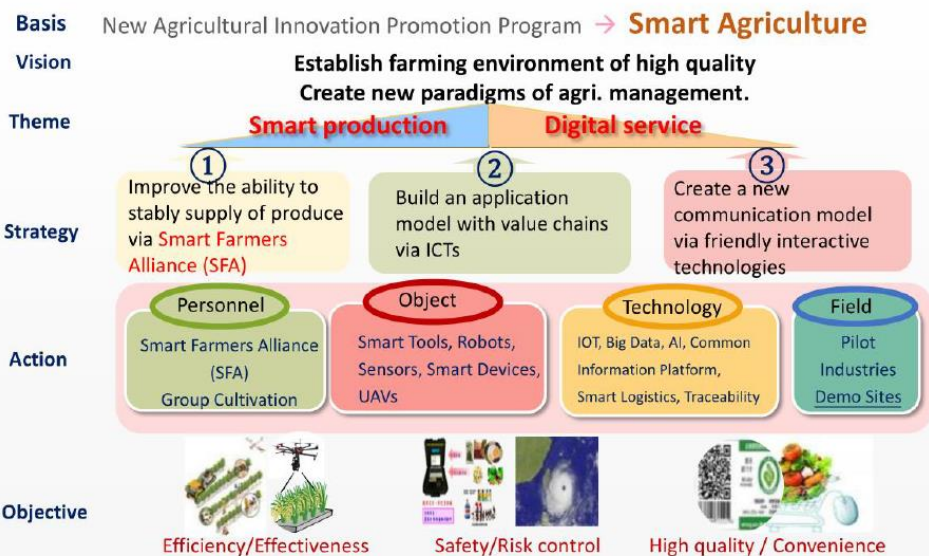 Basis New Agricultural Innovation Promotion Program → Smart Agriculture
Vision
Establish farming environment of high quality
Create new paradigms of agri. management.
Theme
Smart production
Digital service
1
Improve the ability to
stably supply of produce
via Smart Farmers
Alliance (SFA)
2
Build an application
model with value chains
via ICTs
3
Create a new
communication model
via friendly interactive
technologies
Strategy
Action
Personnel
Smart Farmers Alliance
(SFA)
Group Cultivation
Object
Smart Tools, Robots,
Sensors, Smart Devices,
UAVs
Technology
IOT, Big Data, AI, Common
Information Platform,
Smart Logistics, Traceability
Field
Pilot
Industries
Demo Sites
Objective
Efficiency/Effectiveness
Safety/Risk control
High quality / Convenience